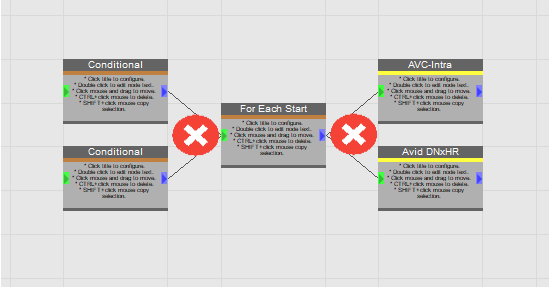 Conditional
* Click title to configure.
* Double click to edit node text.
* Click mouse and drag to move.
* CTRL+click mouse to delete.
* SHIFT+click mouse copy
selection.
Conditional
* Click title to configure.
* Double click to edit node text.
* Click mouse and drag to move.
* CTRL+click mouse to delete.
* SHIFT+click mouse copy
selection.
For Each Start
* Click title to configure.
* Double click to edit node text.
* Click mouse and drag to move.
* CTRL+click mouse to delete.
* SHIFT+click mouse copy
selection.
AVC-Intra
* Click title to configure.
* Double click to edit node text.
* Click mouse and drag to move.
* CTRL+click mouse to delete.
* SHIFT+click mouse copy
selection.
Avid DNxHR
* Click title to configure.
* Double click to edit node text.
* Click mouse and drag to move.
* CTRL+click mouse to delete.
* SHIFT+click mouse copy
selection.